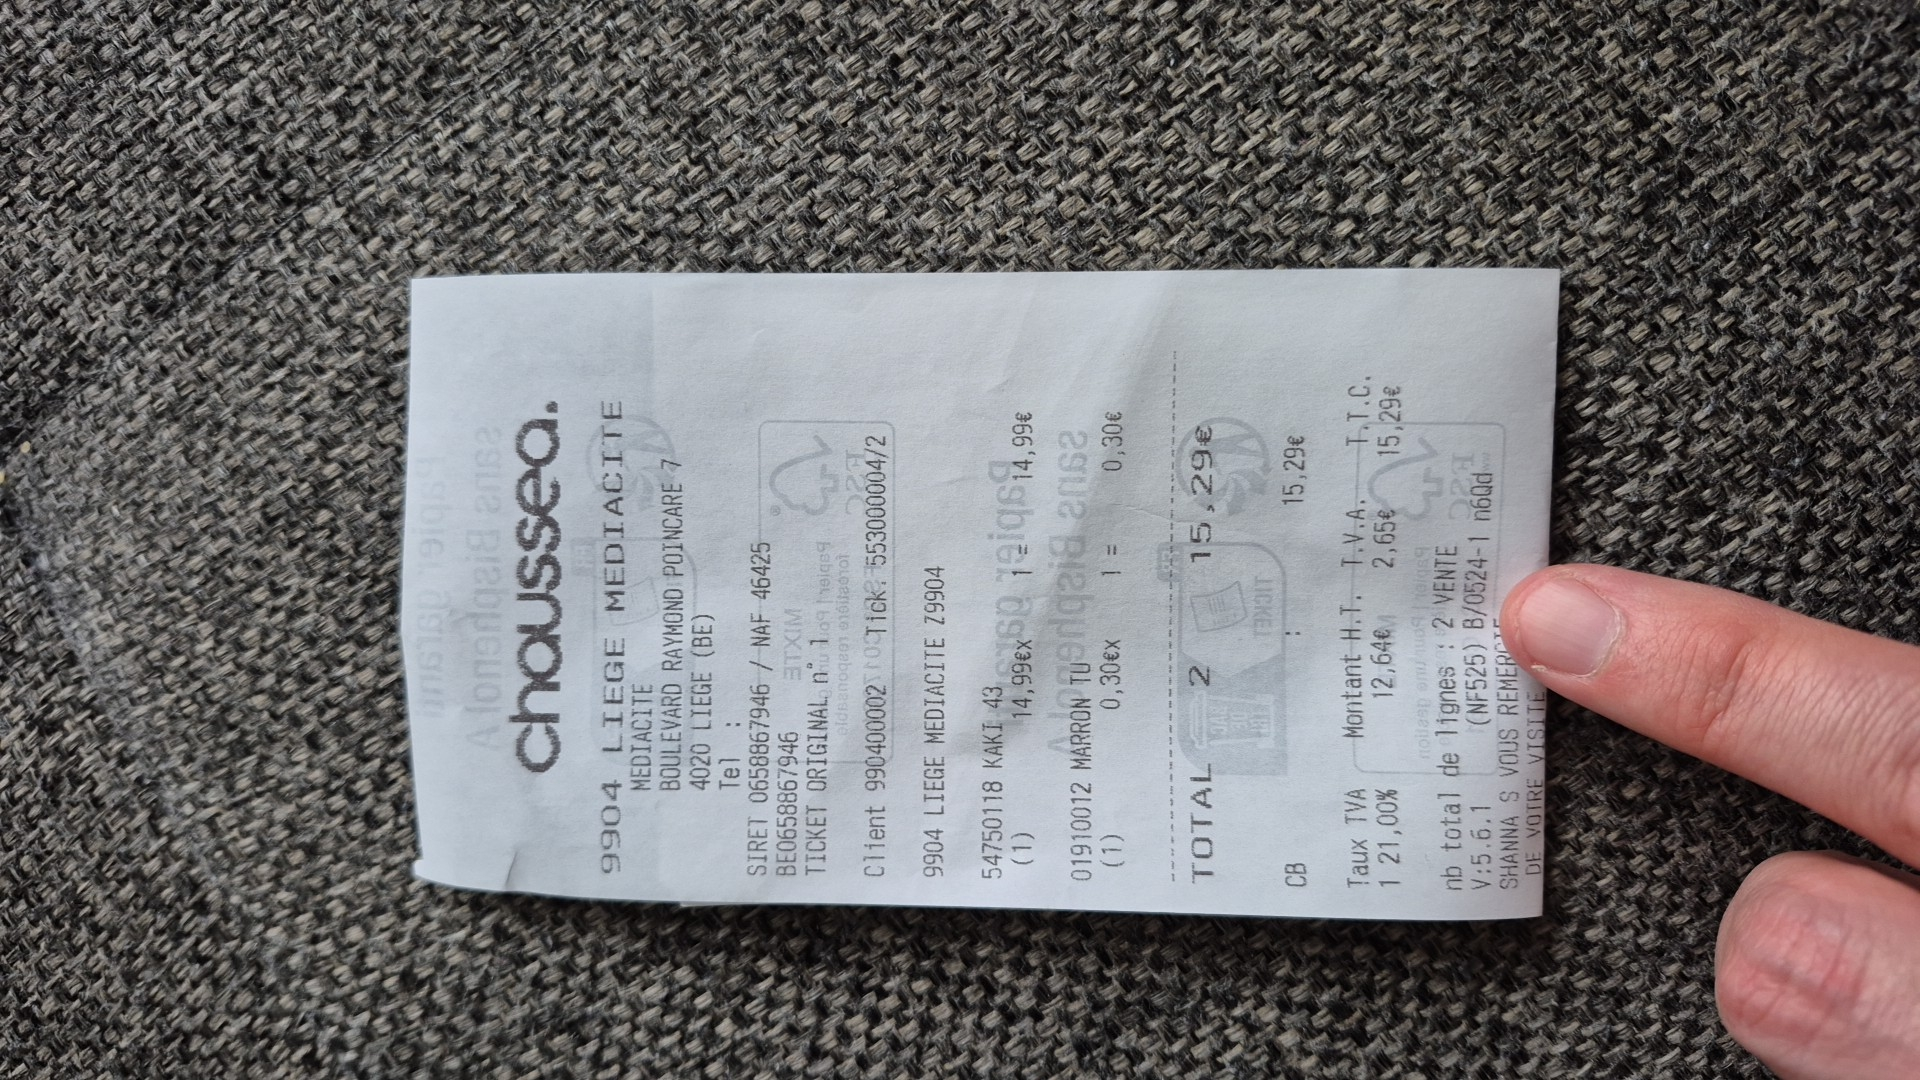 chaussea.
9904 LIEGE MEDIACITE
MEDIACITE
BOULEVARD RAYMOND POINCARE 7
4020 LIEGE (BE)
Tel :
SIRET 0658867946 / NAF 46425
BE0658867946
TICKET ORIGINAL n° 1
Client 990400002 Tick. 553000004/2
9904 LIEGE MEDIACITE Z9904
54750118 KAKI 43
(1) 14,99€x 1 = 14,99€
01910012 MARRON TU
(1) 0,30€x 1 = 0,30€
TOTAL 2 15,29€
CB : 15,29€
Taux TVA Montant H.T. T.V.A. T.T.C.
1 21,00% 12,64€ 2,65€ 15,29€
nb total de lignes : 2 VENTE
V:5.6.1 (NF525) B/0524-1 n6Qd
SHANNA S VOUS REMERCIE
DE VOTRE VISITE